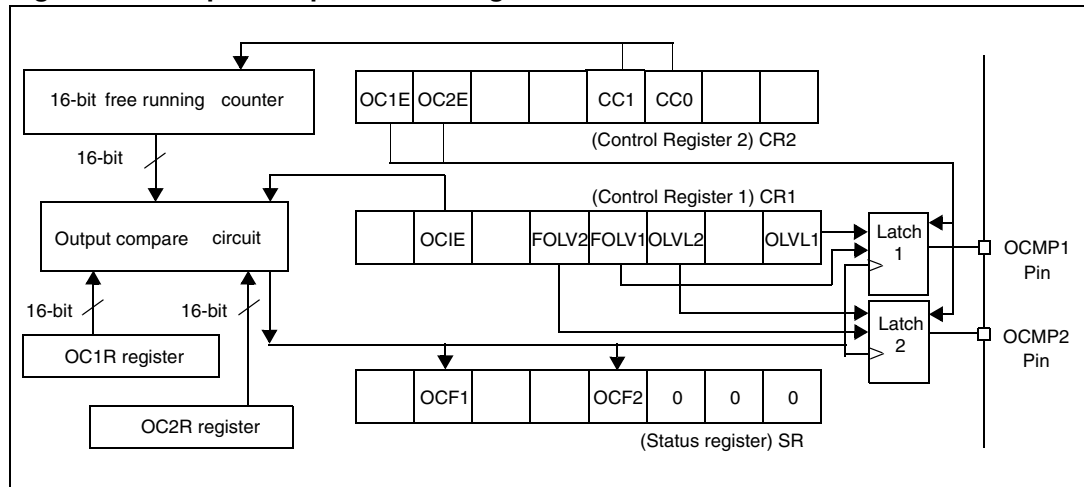 16-bit free running counter
OC1E OC2E CC1 CC0
(Control Register 2) CR2
16-bit
(Control Register 1) CR1
Output compare circuit
OCIE FOLV2 FOLV1 OLVL2 OLVL1
Latch
1
OCMP1
Pin
16-bit 16-bit
Latch
2
OCMP2
Pin
OC1R register
OCF1 OCF2 0 0 0
OC2R register
(Status register) SR